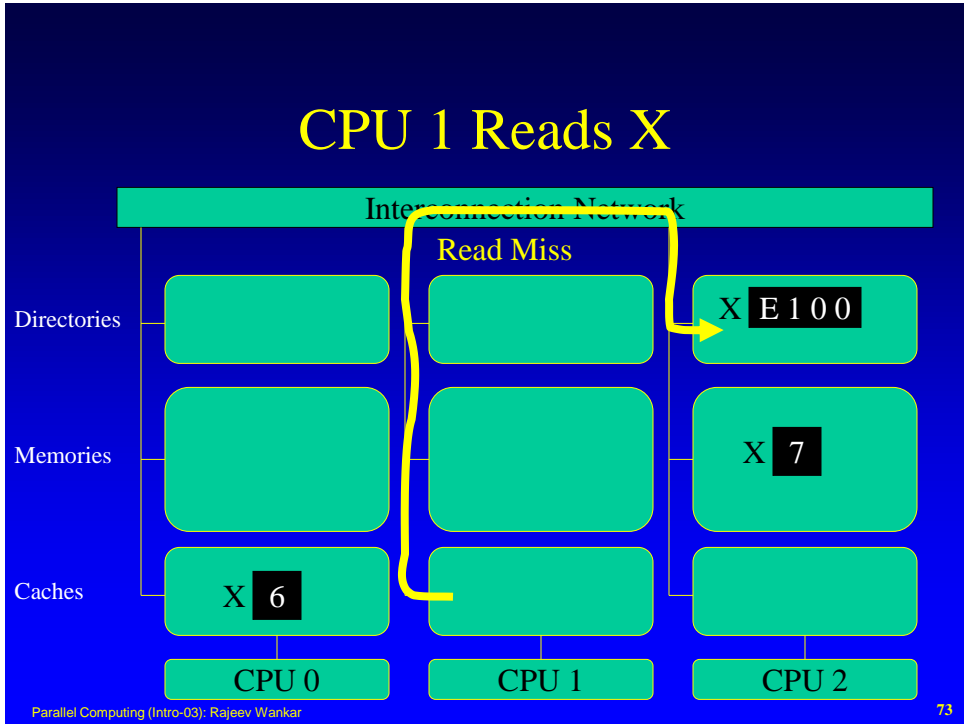 CPU 1 Reads X
Interconnection Network
Read Miss
Directories
X E 1 0 0
Memories
X 7
Caches
X 6
CPU 0
CPU 1
CPU 2
Parallel Computing (Intro-03): Rajeev Wankar
73